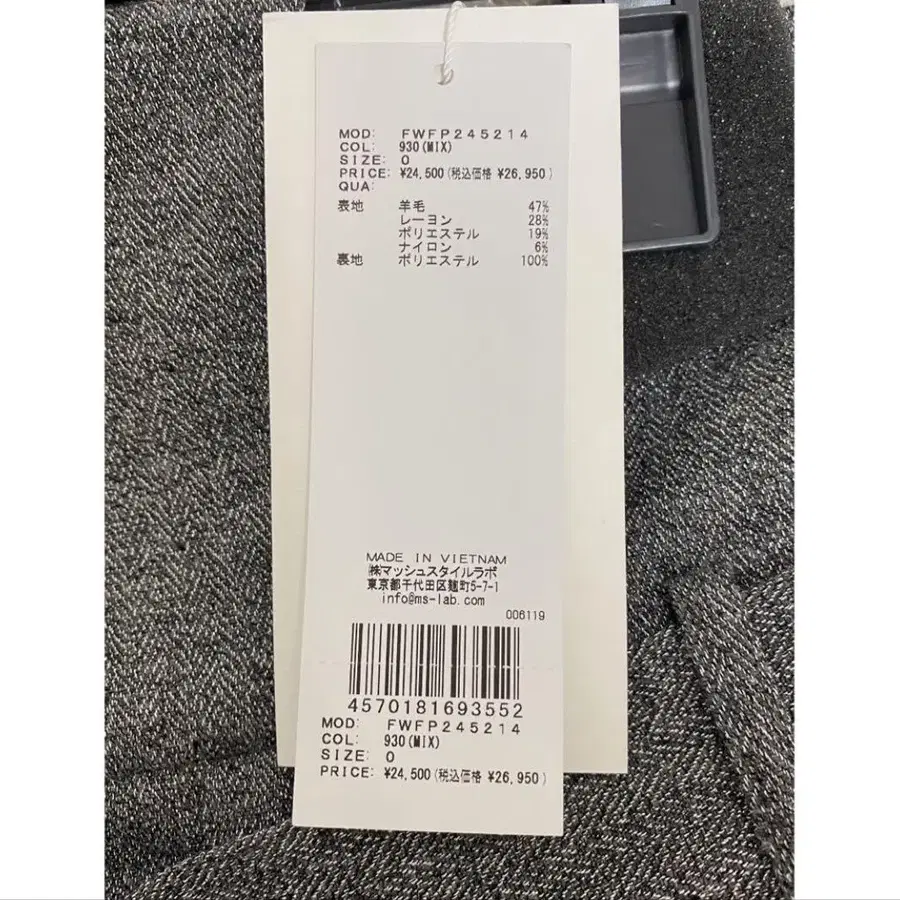 MOD: FWFP245214
COL: 930(MIX)
SIZE: 0
PRICE: ¥24,500(税込価格 ¥26,950)
QUA:
表地 羊毛 47%
レーヨン 28%
ポリエステル 19%
ナイロン 6%
裏地 ポリエステル 100%
MADE IN VIETNAM
㈱マッシュスタイルラボ
東京都千代田区麹町5-7-1
info@ms-lab.com
006119
4570181693552
MOD: FWFP245214
COL: 930(MIX)
SIZE: 0
PRICE: ¥24,500(税込価格 ¥26,950)